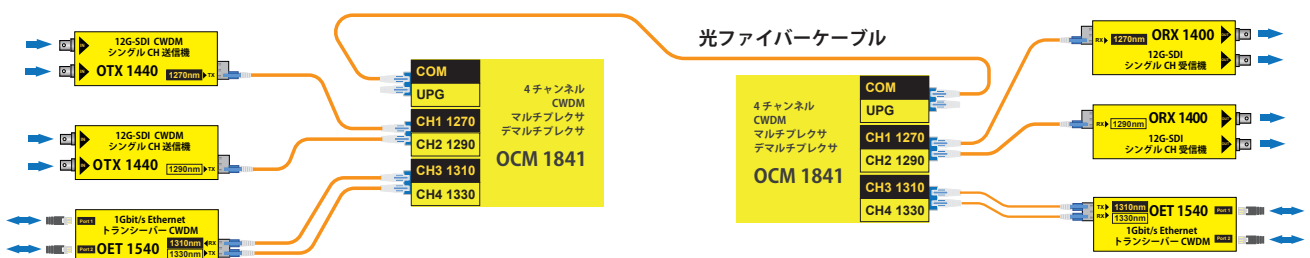 12G-SDI CWDM
シングル CH 送信機
OTX 1440
1270nm
TX
12G-SDI CWDM
シングル CH 送信機
OTX 1440
1290nm
TX
1Gbit/s Ethernet
トランシーバー CWDM
Port 1
Port 2
OET 1540
1310nm
RX
1330nm
TX
COM
UPG
CH1 1270
CH2 1290
CH3 1310
CH4 1330
4 チャンネル
CWDM
マルチプレクサ
デマルチプレクサ
OCM 1841
光ファイバーケーブル
4 チャンネル
CWDM
マルチプレクサ
デマルチプレクサ
OCM 1841
COM
UPG
CH1 1270
CH2 1290
CH3 1310
CH4 1330
RX
1270nm
ORX 1400
12G-SDI
シングル CH 受信機
RX
1290nm
ORX 1400
12G-SDI
シングル CH 受信機
TX
1310nm
RX
1330nm
OET 1540
Port 1
1Gbit/s Ethernet
トランシーバー CWDM
Port 2